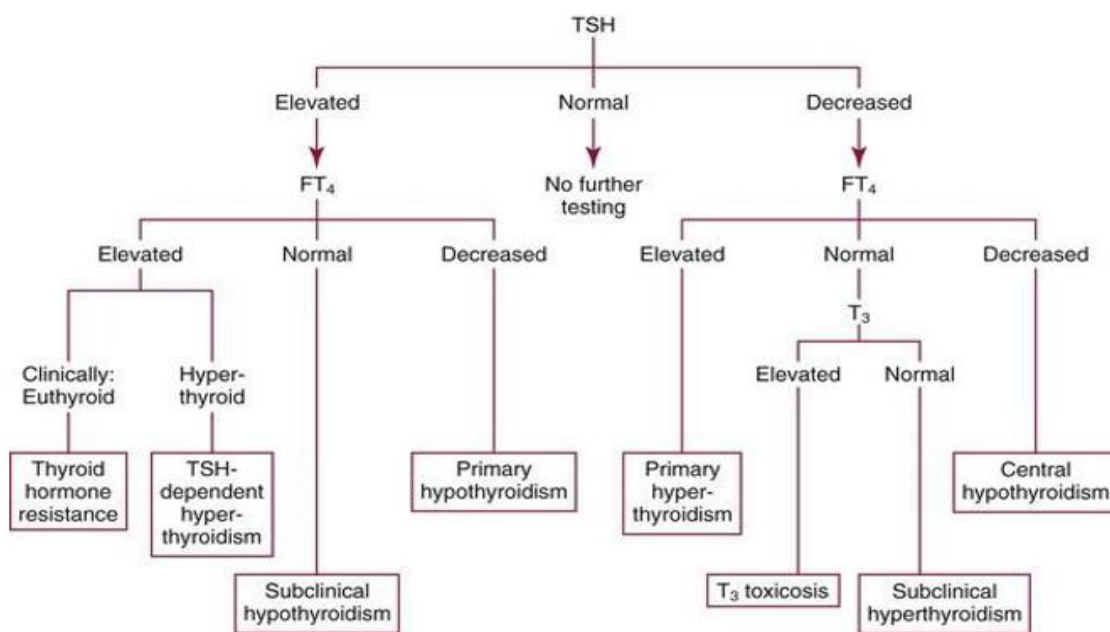 TSH
Elevated
Normal
Decreased
FT₄
No further
testing
FT₄
Elevated
Normal
Decreased
Elevated
Normal
Decreased
T₃
Clinically:
Euthyroid
Hyper-
thyroid
Elevated
Normal
Thyroid
hormone
resistance
TSH-
dependent
hyper-
thyroidism
Primary
hypothyroidism
Primary
hyper-
thyroidism
Central
hypothyroidism
Subclinical
hypothyroidism
T₃ toxicosis
Subclinical
hyperthyroidism